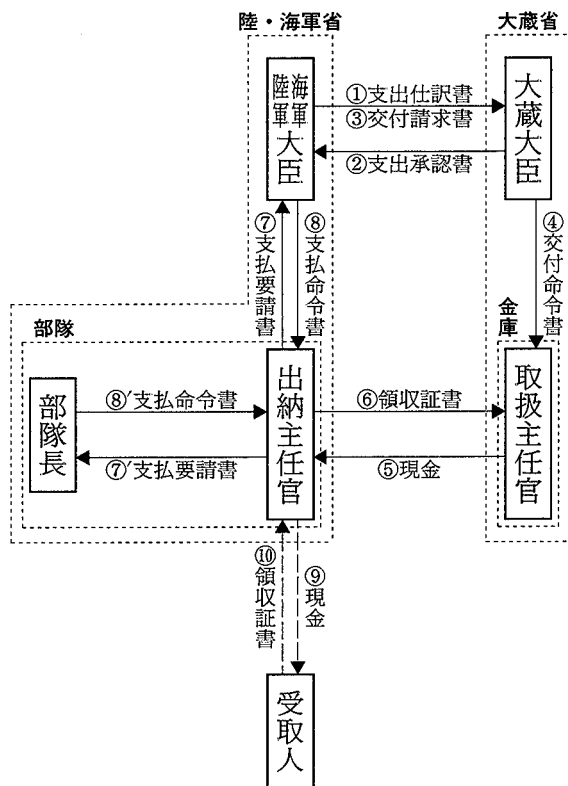 陸・海軍省
大蔵省
海軍
陸軍
大臣
①支出仕訳書
③交付請求書
②支出承認書
大蔵大臣
⑦支払要請書
⑧支払命令書
④交付命令書
部隊
金庫
部隊長
⑧′支払命令書
⑦′支払要請書
出納主任官
⑥領収証書
⑤現金
取扱主任官
⑩領収証書
⑨現金
受取人